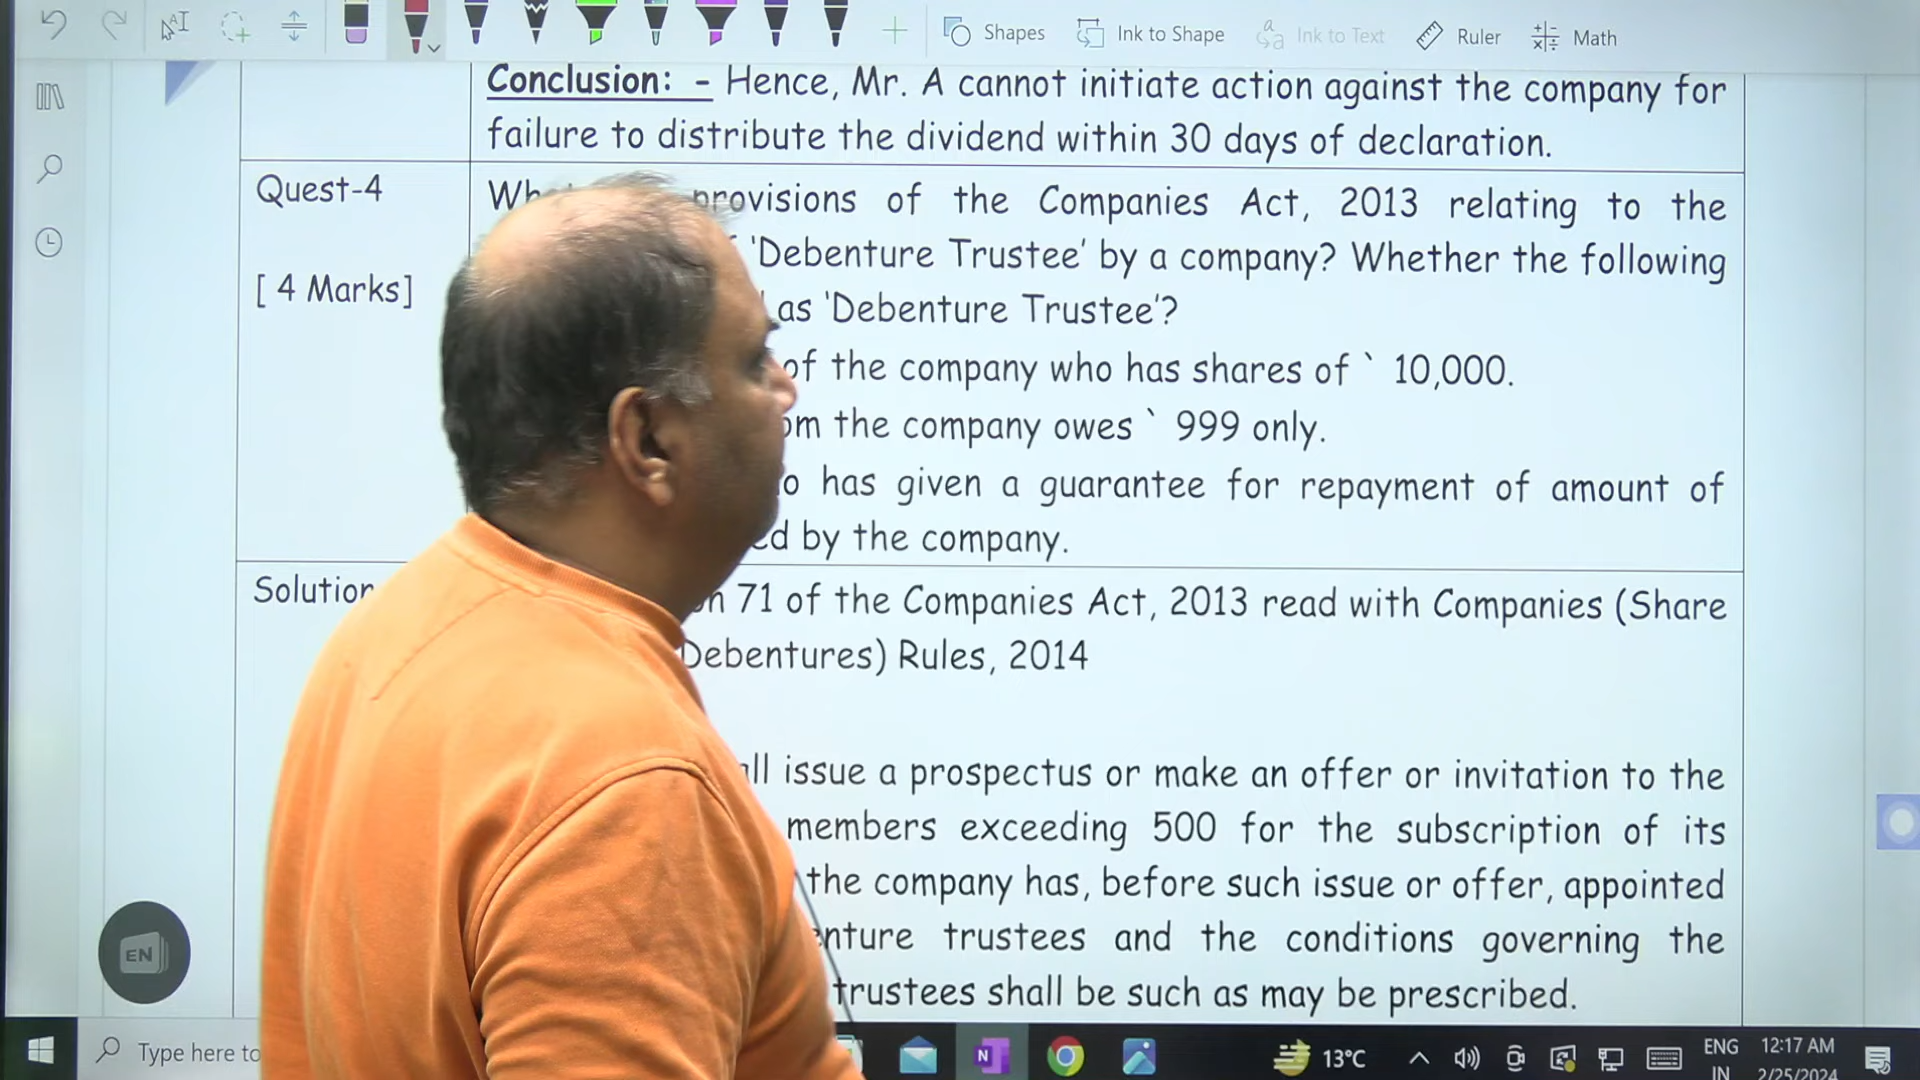 Shapes Ink to Shape Ink to Text Ruler Math
Conclusion: - Hence, Mr. A cannot initiate action against the company for
failure to distribute the dividend within 30 days of declaration.
Quest-4
[ 4 Marks]
provisions of the Companies Act, 2013 relating to the
'Debenture Trustee' by a company? Whether the following
as 'Debenture Trustee'?
of the company who has shares of ` 10,000.
the company owes ` 999 only.
has given a guarantee for repayment of amount of
by the company.
Solution
71 of the Companies Act, 2013 read with Companies (Share
Debentures) Rules, 2014
issue a prospectus or make an offer or invitation to the
members exceeding 500 for the subscription of its
the company has, before such issue or offer, appointed
trustees and the conditions governing the
trustees shall be such as may be prescribed.
EN
Type here to
13°C
ENG
IN
12:17 AM
2/25/2024